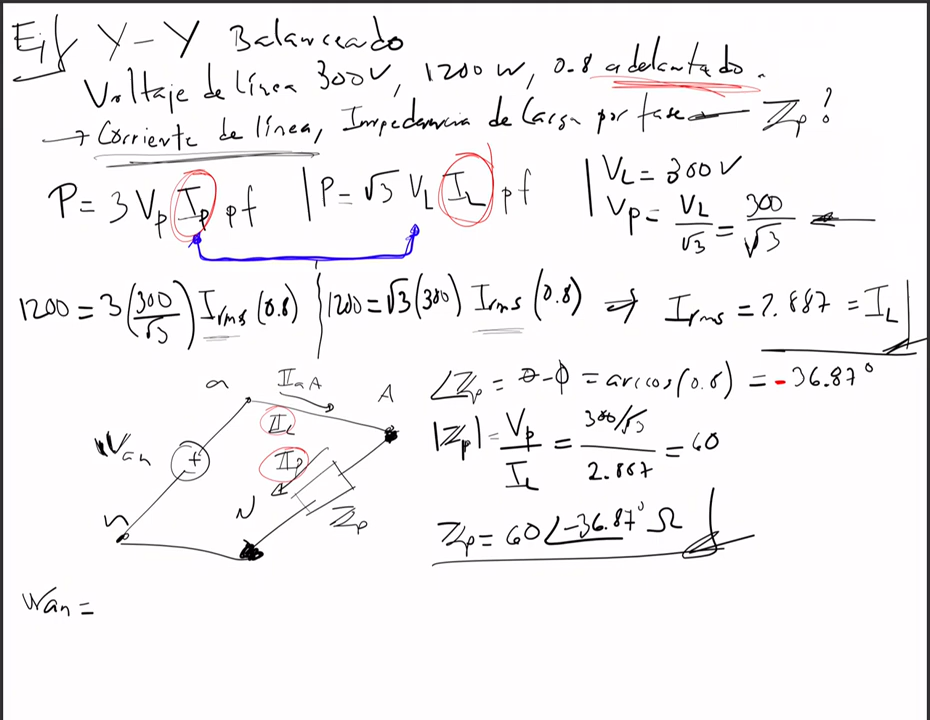 Ej/ Y-Y Balanceado
Voltaje de línea 300V, 1200 W, 0.8 adelantado.
→ Corriente de línea, Impedancia de Carga por fase — Zp?
P = 3 Vp Ip pf | P = √3 VL IL pf
| VL = 300 V
Vp = VL/√3 = 300/√3 ←
1200 = 3(300/√3) Irms (0.8) | 1200 = √3(300) Irms (0.8) ⇒ Irms = 2.887 = IL
∠Zp = θ-ϕ = arccos(0.8) = -36.87°
|Zp| = Vp/IL = 300/√3 / 2.887 = 60
Zp = 60∠-36.87° Ω
a IaA A
IL
Van + Ip
N Zp
n
Van =